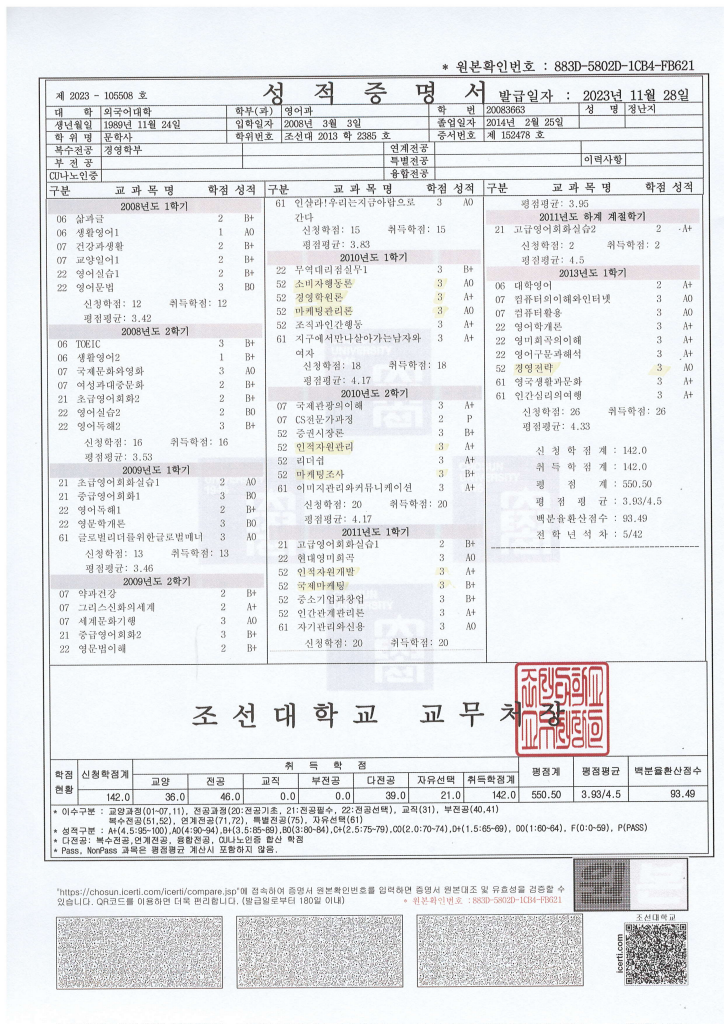 * 원본확인번호 : 883D-5802D-1CB4-FB621
제 2023 - 105508 호
성 적 증 명 서
발급일자 : 2023년 11월 28일
대 학 외국어대학 학부(과) 영어과 학 번 20083663 성 명 정난지
생년월일 1989년 11월 24일 입학일자 2008년 3월 3일 졸업일자 2014년 2월 25일
학 위 명 문학사 학위번호 조선대 2013 학 2385 호 증서번호 제 152478 호
복수전공 경영학부 연계전공
부 전 공 특별전공 이력사항
CU나노인증 융합전공
구분 교 과 목 명 학점 성적
2008년도 1학기
06 삶과글 2 B+
06 생활영어1 1 A0
07 건강과생활 2 B+
07 교양일어1 2 B+
22 영어실습1 2 B+
22 영어문법 3 B0
신청학점: 12 취득학점: 12
평점평균: 3.42
2008년도 2학기
06 TOEIC 3 B+
06 생활영어2 1 B+
07 국제문화와영화 3 A0
07 여성과대중문화 2 B+
21 초급영어회화2 2 B+
22 영어실습2 2 B0
22 영어독해2 3 B+
신청학점: 16 취득학점: 16
평점평균: 3.53
2009년도 1학기
21 초급영어회화실습1 2 A0
21 중급영어회화1 3 B0
22 영어독해1 2 B+
22 영문학개론 3 B0
61 글로벌리더를위한글로벌매너 3 A0
신청학점: 13 취득학점: 13
평점평균: 3.46
2009년도 2학기
07 약과건강 2 B+
07 그리스신화의세계 2 A+
07 세계문화기행 3 A0
21 중급영어회화2 3 B+
22 영문법이해 2 B+
구분 교 과 목 명 학점 성적
61 인샬라!우리는지금아랍으로 3 A0
간다
신청학점: 15 취득학점: 15
평점평균: 3.83
2010년도 1학기
22 무역대리점실무1 3 B+
52 소비자행동론 3 A0
52 경영학원론 3 A+
52 마케팅관리론 3 A0
52 조직과인간행동 3 A+
61 지구에서만나살아가는남자와 3 A+
여자
신청학점: 18 취득학점: 18
평점평균: 4.17
2010년도 2학기
07 국제관광의이해 3 A+
07 CS전문가과정 2 P
52 증권시장론 3 B+
52 인적자원관리 3 A+
52 리더쉽 3 A+
52 마케팅조사 3 B+
61 이미지관리와커뮤니케이션 3 A+
신청학점: 20 취득학점: 20
평점평균: 4.17
2011년도 1학기
21 고급영어회화실습1 2 B+
22 현대영미희곡 3 A0
52 인적자원개발 3 A+
52 국제마케팅 3 B+
52 중소기업과창업 3 B+
52 인간관계관리론 3 A+
61 자기관리와신용 3 A0
신청학점: 20 취득학점: 20
구분 교 과 목 명 학점 성적
평점평균: 3.95
2011년도 하계 계절학기
21 고급영어회화실습2 2 A+
신청학점: 2 취득학점: 2
평점평균: 4.5
2013년도 1학기
06 대학영어 2 A+
07 컴퓨터의이해와인터넷 3 A0
07 컴퓨터활용 3 A0
22 영어학개론 3 A+
22 영미희곡의이해 3 A+
22 영어구문과해석 3 A+
52 경영전략 3 A0
61 영국생활과문화 3 A+
61 인간심리의여행 3 A+
신청학점: 26 취득학점: 26
평점평균: 4.33
신 청 학 점 계 : 142.0
취 득 학 점 계 : 142.0
평 점 계 : 550.50
평 점 평 균 : 3.93/4.5
백분율환산점수 : 93.49
전 학 년 석 차 : 5/42
조 선 대 학 교 교 무 처 장
학점현황 신청학점계 취 득 학 점 평점계 평점평균 백분율환산점수
교양 전공 교직 부전공 다전공 자유선택 취득학점계
142.0 36.0 46.0 0.0 0.0 39.0 21.0 142.0 550.50 3.93/4.5 93.49
* 이수구분 : 교양과정(01~07,11), 전공과정(20:전공기초, 21:전공필수, 22:전공선택), 교직(31), 부전공(40,41)
복수전공(51,52), 연계전공(71,72), 특별전공(75), 자유선택(61)
* 성적구분 : A+(4.5:95~100),A0(4:90-94),B+(3.5:85-89),B0(3:80-84),C+(2.5:75~79),C0(2.0:70~74),D+(1.5:65~69), D0(1:60~64), F(0:0~59), P(PASS)
* 다전공: 복수전공,연계전공, 융합전공, CU나노인증 합산 학점
* Pass, NonPass 과목은 평점평균 계산시 포함하지 않음.
"https://chosun.icerti.com/icerti/compare.jsp"에 접속하여 증명서 원본확인번호를 입력하면 증명서 원본대조 및 유효성을 검증할 수
있습니다. QR코드를 이용하면 더욱 편리합니다. (발급일로부터 180일 이내) * 원본확인번호 :883D-5802D-1CB4-FB621
원본
조선대학교
icerti.com